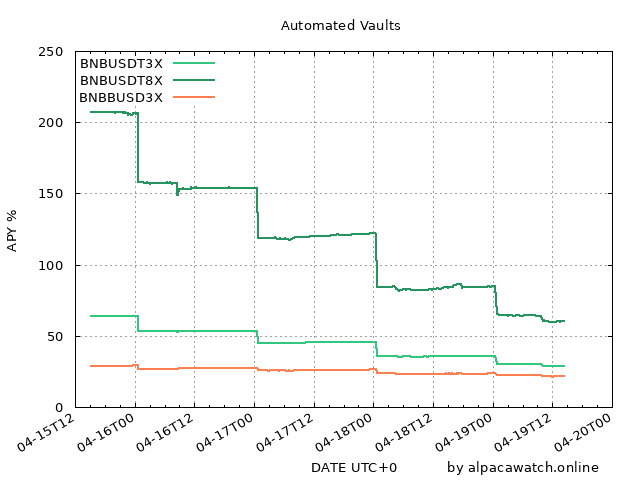 Automated Vaults
BNBUSDT3X
BNBUSDT8X
BNBBUSD3X
APY %
250
200
150
100
50
0
04-15T12
04-16T00
04-16T12
04-17T00
04-17T12
04-18T00
04-18T12
04-19T00
04-19T12
04-20T00
DATE UTC+0
by alpacawatch.online